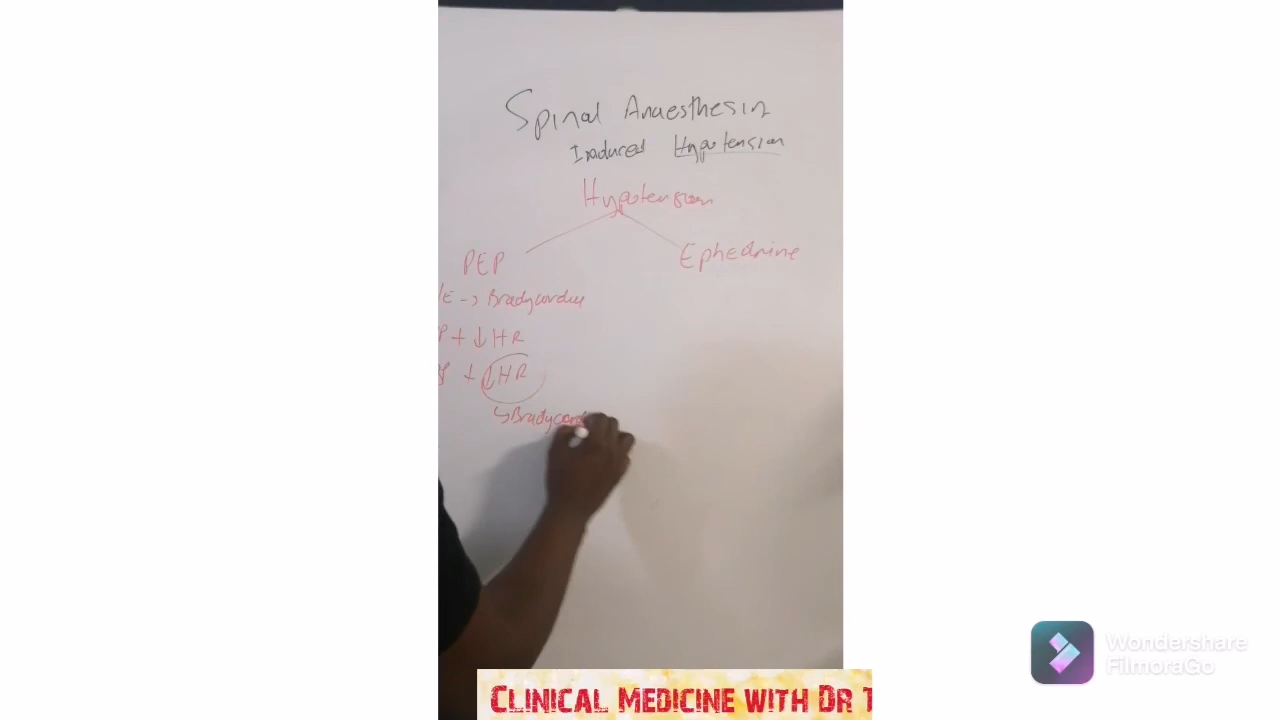 Spinal Anaesthesia
Induced Hypotension
Hypotension
PEP
Ephedrine
E -> Bradycardia
P + ↓ HR
+ ↓HR
↳Bradycard
Wondershare
FilmoraGo
CLINICAL MEDICINE WITH DR T